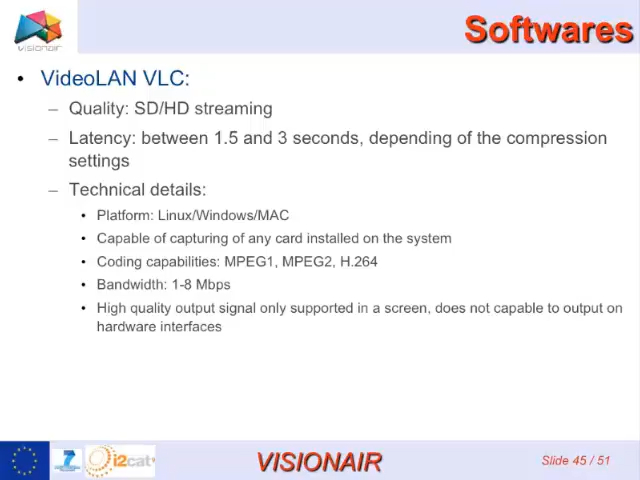 VISIONAIR
Softwares
• VideoLAN VLC:
– Quality: SD/HD streaming
– Latency: between 1.5 and 3 seconds, depending of the compression
settings
– Technical details:
• Platform: Linux/Windows/MAC
• Capable of capturing of any card installed on the system
• Coding capabilities: MPEG1, MPEG2, H.264
• Bandwidth: 1-8 Mbps
• High quality output signal only supported in a screen, does not capable to output on
hardware interfaces
i2cat
VISIONAIR
Slide 45 / 51